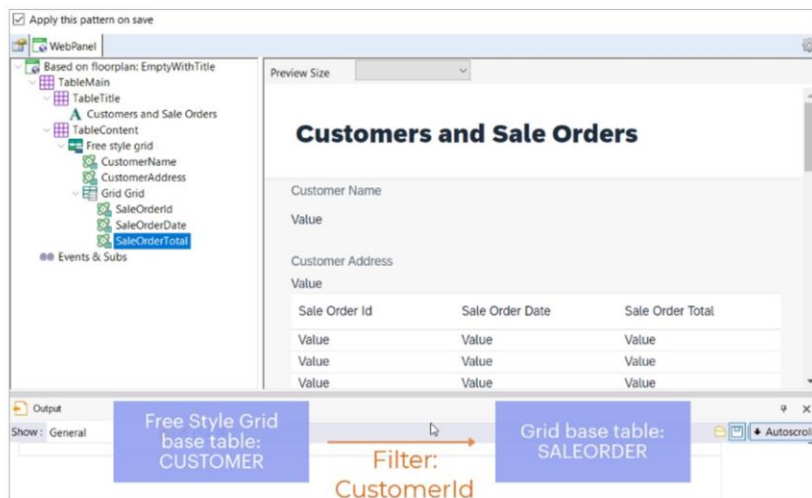 Apply this pattern on save
WebPanel
Based on floorplan: EmptyWithTitle
TableMain
TableTitle
Customers and Sale Orders
TableContent
Free style grid
CustomerName
CustomerAddress
Grid Grid
SaleOrderId
SaleOrderDate
SaleOrderTotal
Events & Subs
Preview Size
Customers and Sale Orders
Customer Name
Value
Customer Address
Value
Sale Order Id Sale Order Date Sale Order Total
Value Value Value
Value Value Value
Value Value Value
Output
Show: General
Autoscroll
Free Style Grid
base table:
CUSTOMER
Filter:
CustomerId
Grid base table:
SALEORDER